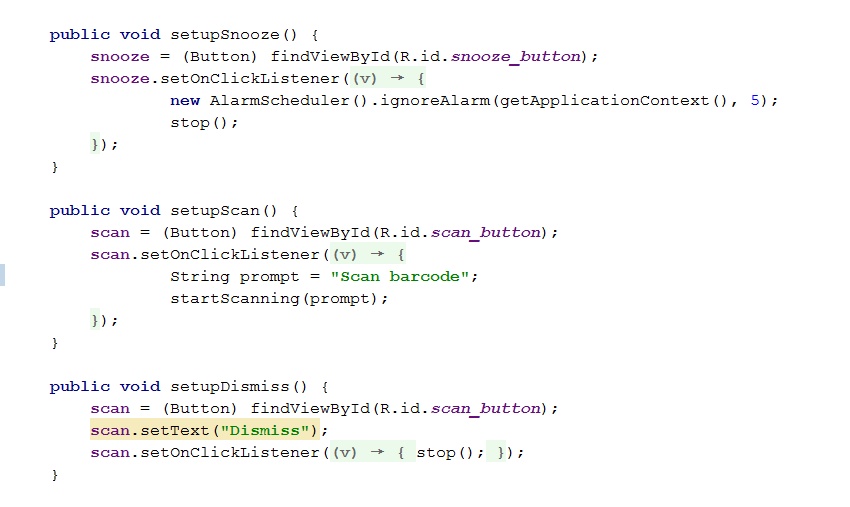 public void setupSnooze() {
    snooze = (Button) findViewById(R.id.snooze_button);
    snooze.setOnClickListener((v) → {
            new AlarmScheduler().ignoreAlarm(getApplicationContext(), 5);
            stop();
    });
}
public void setupScan() {
    scan = (Button) findViewById(R.id.scan_button);
    scan.setOnClickListener((v) → {
            String prompt = "Scan barcode";
            startScanning(prompt);
    });
}
public void setupDismiss() {
    scan = (Button) findViewById(R.id.scan_button);
    scan.setText("Dismiss");
    scan.setOnClickListener((v) → { stop(); });
}